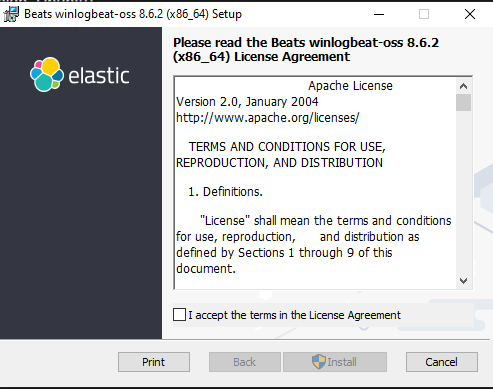 Beats winlogbeat-oss 8.6.2 (x86_64) Setup
elastic
Please read the Beats winlogbeat-oss 8.6.2
(x86_64) License Agreement
Apache License
Version 2.0, January 2004
http://www.apache.org/licenses/
TERMS AND CONDITIONS FOR USE,
REPRODUCTION, AND DISTRIBUTION
1. Definitions.
"License" shall mean the terms and conditions
for use, reproduction, and distribution as
defined by Sections 1 through 9 of this
document.
I accept the terms in the License Agreement
Print
Back
Install
Cancel